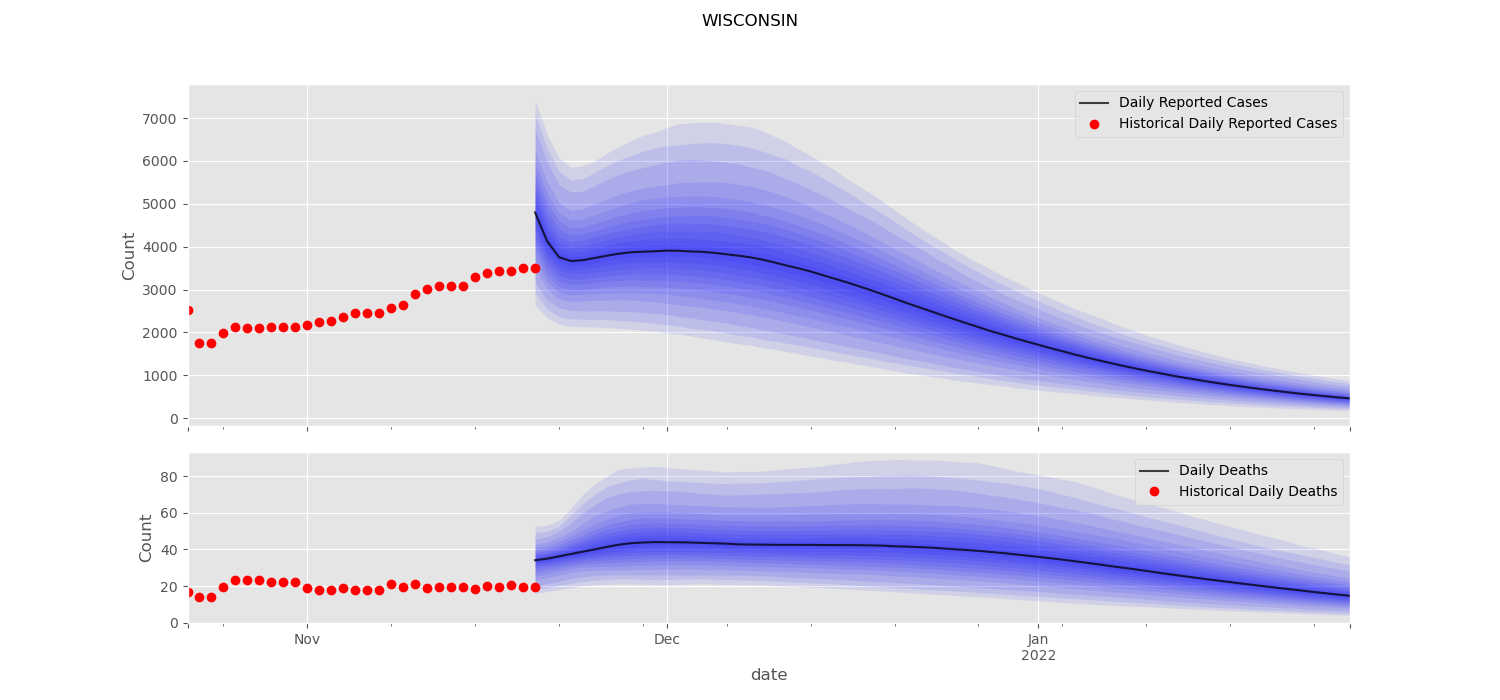 WISCONSIN
Daily Reported Cases
Historical Daily Reported Cases
7000
6000
5000
4000
3000
2000
1000
0
Count
Daily Deaths
Historical Daily Deaths
80
60
40
20
0
Count
Nov
Dec
Jan
2022
date